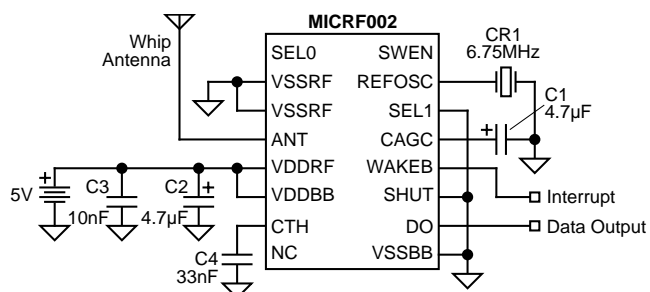 MICRF002
Whip
Antenna
SEL0
SWEN
CR1
6.75MHz
VSSRF
REFOSC
VSSRF
SEL1
C1
4.7µF
ANT
CAGC
+
+
5V
C3
10nF
C2
+
4.7µF
VDDRF
WAKEB
VDDBB
SHUT
Interrupt
CTH
DO
Data Output
C4
33nF
NC
VSSBB